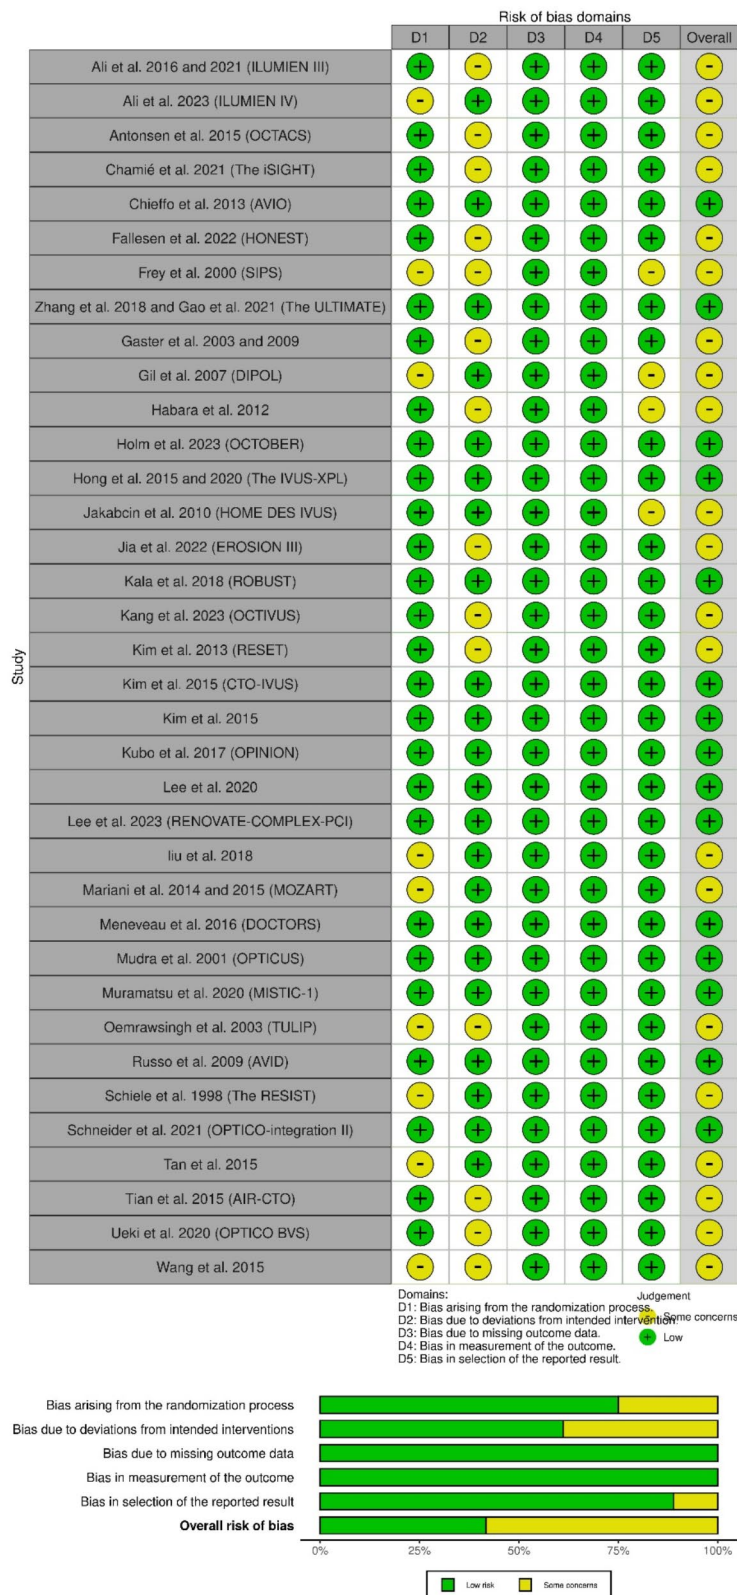 Risk of bias domains
D1 D2 D3 D4 D5 Overall
Study
Ali et al. 2016 and 2021 (ILUMIEN III) + - + + + -
Ali et al. 2023 (ILUMIEN IV) - + + + + -
Antonsen et al. 2015 (OCTACS) + - + + + -
Chamié et al. 2021 (The iSIGHT) + - + + + -
Chieffo et al. 2013 (AVIO) + + + + + +
Fallesen et al. 2022 (HONEST) + - + + + -
Frey et al. 2000 (SIPS) - - + + - -
Zhang et al. 2018 and Gao et al. 2021 (The ULTIMATE) + + + + + +
Gaster et al. 2003 and 2009 + - + + + -
Gil et al. 2007 (DIPOL) - + + + - -
Habara et al. 2012 + - + + - -
Holm et al. 2023 (OCTOBER) + + + + + +
Hong et al. 2015 and 2020 (The IVUS-XPL) + + + + + +
Jakabcin et al. 2010 (HOME DES IVUS) + + + + - -
Jia et al. 2022 (EROSION III) + - + + + -
Kala et al. 2018 (ROBUST) + + + + + +
Kang et al. 2023 (OCTIVUS) + - + + + -
Kim et al. 2013 (RESET) + - + + + -
Kim et al. 2015 (CTO-IVUS) + + + + + +
Kim et al. 2015 + + + + + +
Kubo et al. 2017 (OPINION) + + + + + +
Lee et al. 2020 + + + + + +
Lee et al. 2023 (RENOVATE-COMPLEX-PCI) + + + + + +
liu et al. 2018 - + + + + -
Mariani et al. 2014 and 2015 (MOZART) - + + + + -
Meneveau et al. 2016 (DOCTORS) + + + + + +
Mudra et al. 2001 (OPTICUS) + + + + + +
Muramatsu et al. 2020 (MISTIC-1) + + + + + +
Oemrawsingh et al. 2003 (TULIP) - - + + + -
Russo et al. 2009 (AVID) + + + + + +
Schiele et al. 1998 (The RESIST) - + + + + -
Schneider et al. 2021 (OPTICO-integration II) + + + + + +
Tan et al. 2015 - + + + + -
Tian et al. 2015 (AIR-CTO) + - + + + -
Ueki et al. 2020 (OPTICO BVS) + - + + + -
Wang et al. 2015 - - + + + -
Domains:
D1: Bias arising from the randomization process.
D2: Bias due to deviations from intended intervention.
D3: Bias due to missing outcome data.
D4: Bias in measurement of the outcome.
D5: Bias in selection of the reported result.
Judgement
- Some concerns
+ Low
Bias arising from the randomization process
Bias due to deviations from intended interventions
Bias due to missing outcome data
Bias in measurement of the outcome
Bias in selection of the reported result
Overall risk of bias
0% 25% 50% 75% 100%
Low risk Some concerns